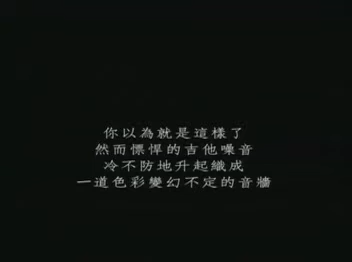 你以為就是這樣了
然而慓悍的吉他噪音
冷不防地升起織成
一道色彩變幻不定的音牆